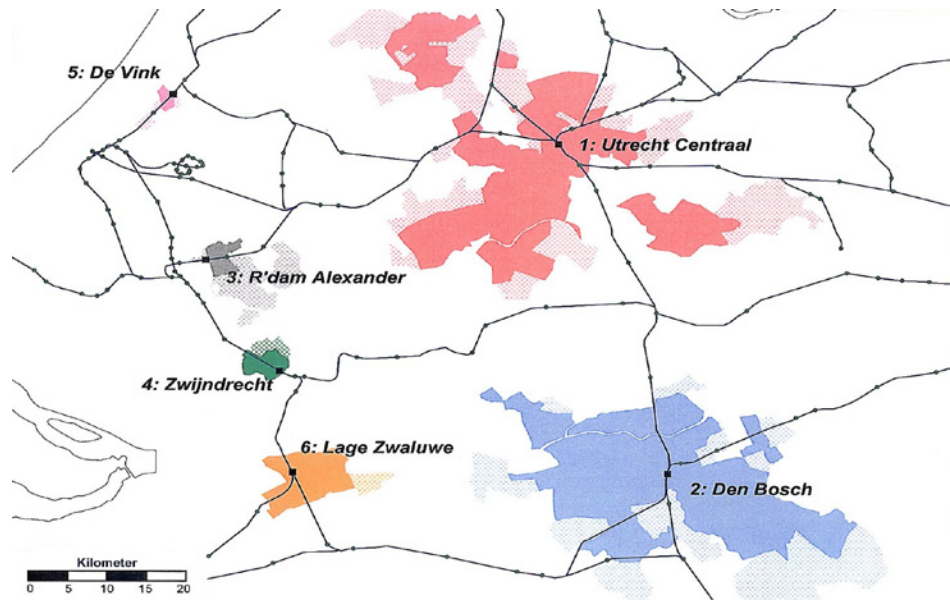 5: De Vink
1: Utrecht Centraal
3: R'dam Alexander
4: Zwijndrecht
6: Lage Zwaluwe
2: Den Bosch
Kilometer
0 5 10 15 20